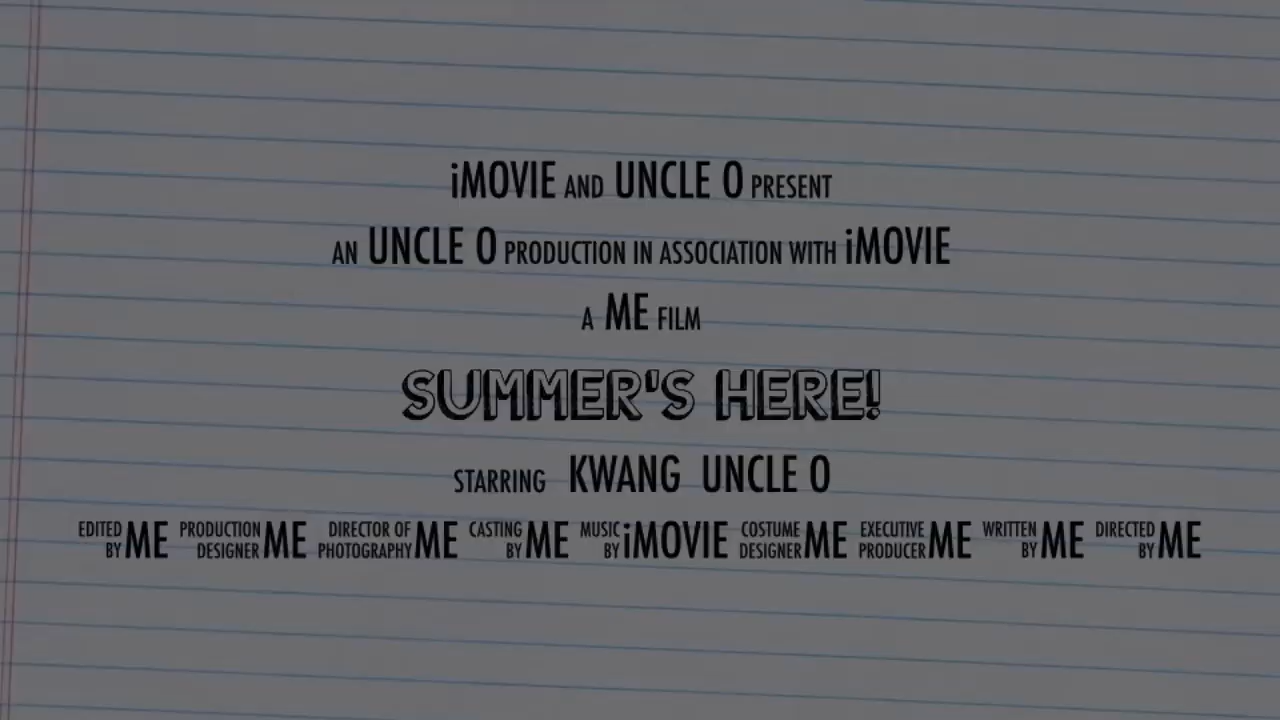 iMOVIE AND UNCLE O PRESENT
AN UNCLE O PRODUCTION IN ASSOCIATION WITH iMOVIE
A ME FILM
SUMMER'S HERE!
STARRING KWANG UNCLE O
EDITED BY ME PRODUCTION DESIGNER ME DIRECTOR OF PHOTOGRAPHY ME CASTING BY ME MUSIC BY iMOVIE COSTUME DESIGNER ME EXECUTIVE PRODUCER ME WRITTEN BY ME DIRECTED BY ME